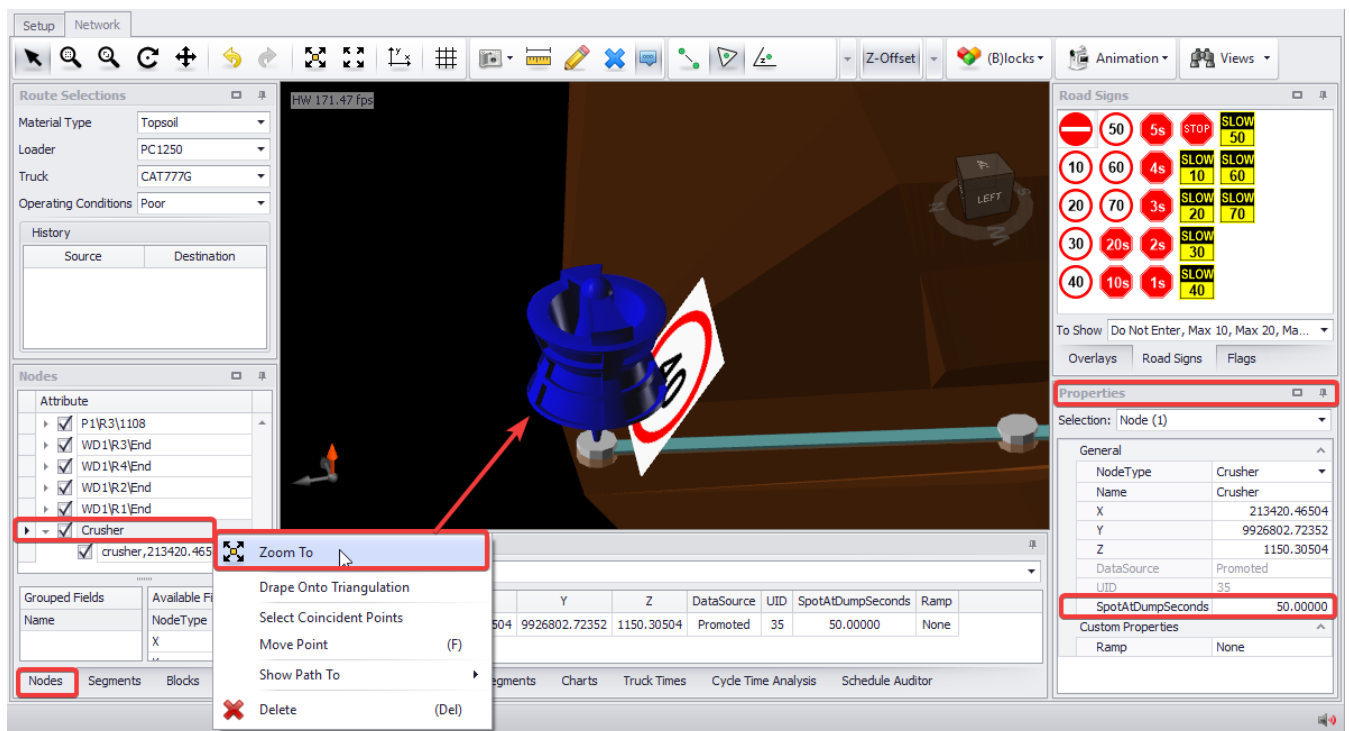 Setup Network
Z-Offset (B)locks Animation Views
Route Selections
Material Type Topsoil
Loader PC1250
Truck CAT777G
Operating Conditions Poor
History
Source Destination
HW 171.47 fps
LEFT
Road Signs
50 5s STOP SLOW 50
10 60 4s SLOW 10 SLOW 60
20 70 3s SLOW 20 SLOW 70
30 20s 2s SLOW 30
40 10s 1s SLOW 40
To Show Do Not Enter, Max 10, Max 20, Ma...
Overlays Road Signs Flags
Nodes
Attribute
P1\R3\1108
WD1\R3\End
WD1\R4\End
WD1\R2\End
WD1\R1\End
Crusher
crusher,213420.465
Grouped Fields Available Fi
Name NodeType
X
Nodes Segments Blocks
Zoom To
Drape Onto Triangulation
Select Coincident Points
Move Point (F)
Show Path To
Delete (Del)
Y Z DataSource UID SpotAtDumpSeconds Ramp
504 9926802.72352 1150.30504 Promoted 35 50.00000 None
egments Charts Truck Times Cycle Time Analysis Schedule Auditor
Properties
Selection: Node (1)
General
NodeType Crusher
Name Crusher
X 213420.46504
Y 9926802.72352
Z 1150.30504
DataSource Promoted
UID 35
SpotAtDumpSeconds 50.00000
Custom Properties
Ramp None